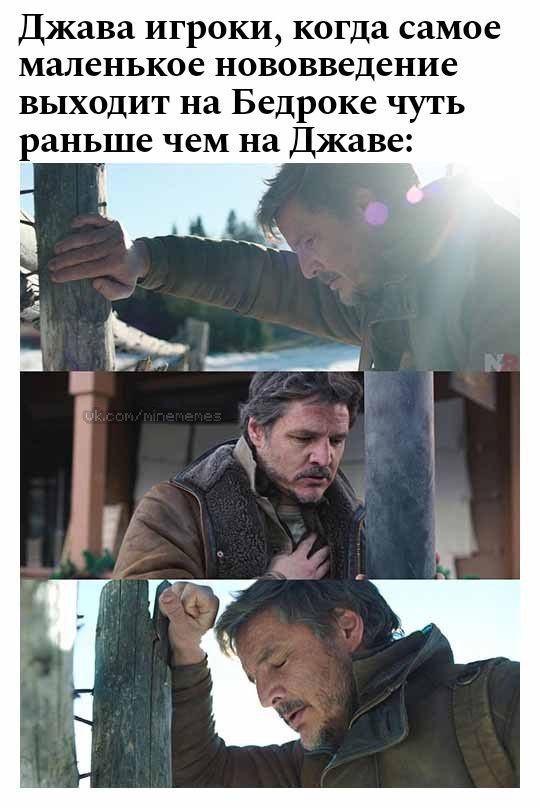 Джава игроки, когда самое
маленькое нововведение
выходит на Бедроке чуть
раньше чем на Джаве:
vk.com/minememes